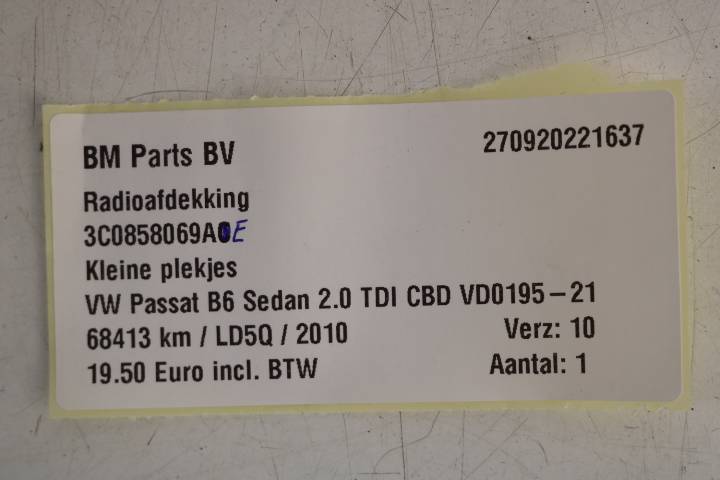 BM Parts BV
270920221637
Radioafdekking
3C0858069AE
Kleine plekjes
VW Passat B6 Sedan 2.0 TDI CBD VD0195-21
68413 km / LD5Q / 2010
Verz: 10
19.50 Euro incl. BTW
Aantal: 1